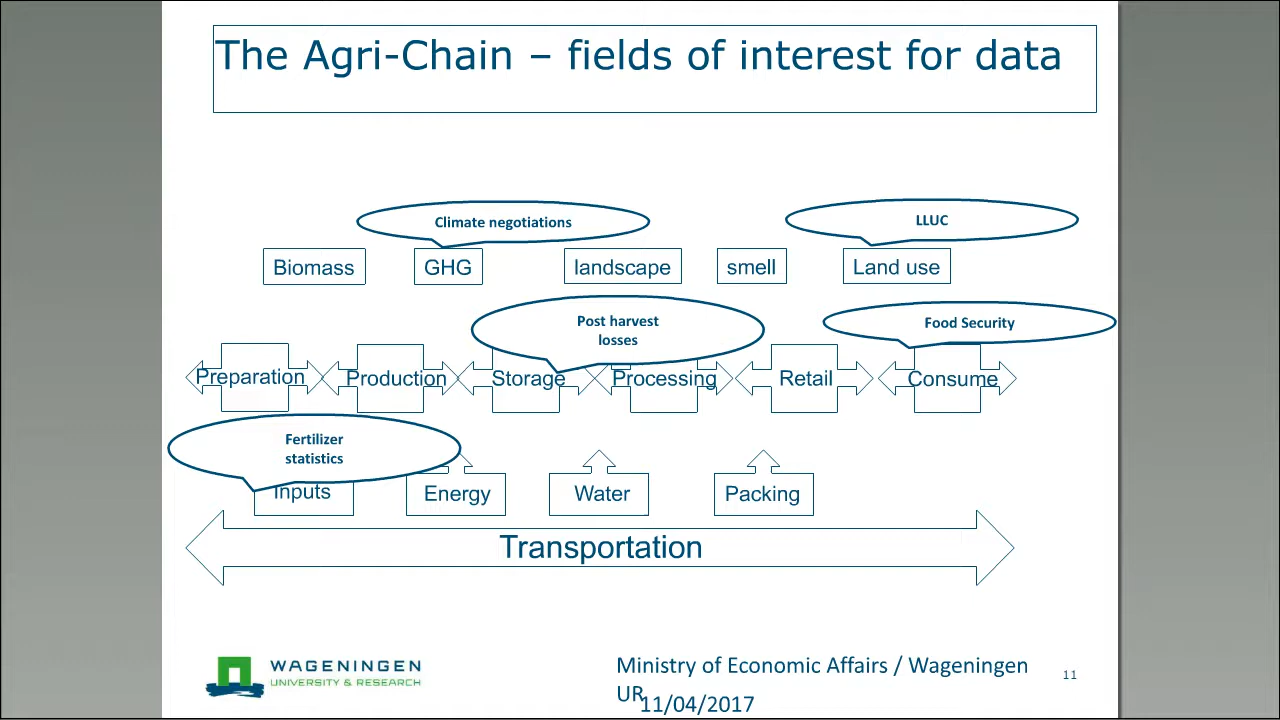 The Agri-Chain – fields of interest for data
Climate negotiations
LLUC
Biomass
GHG
landscape
smell
Land use
Post harvest
losses
Food Security
Preparation
Production
Storage
Processing
Retail
Consume
Fertilizer
statistics
Inputs
Energy
Water
Packing
Transportation
WAGENINGEN
UNIVERSITY & RESEARCH
Ministry of Economic Affairs / Wageningen
UR
11/04/2017
11